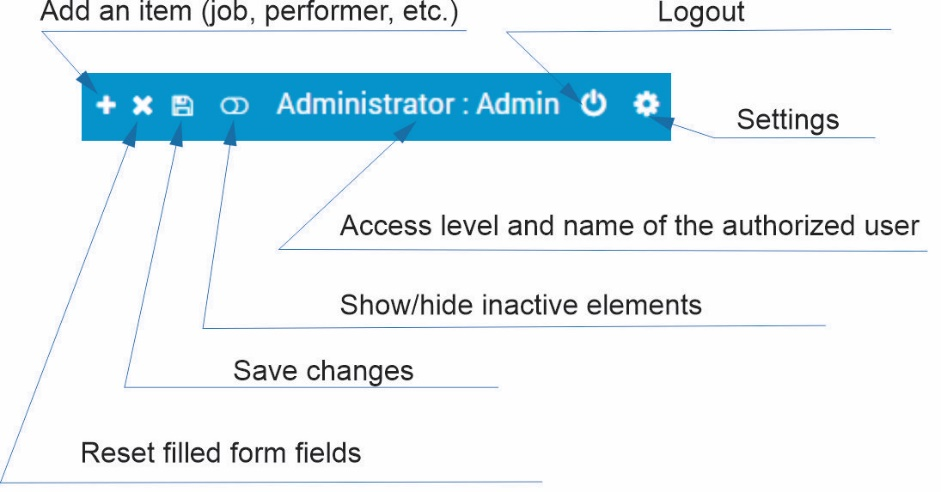 Add an item (job, performer, etc.)
Logout
Administrator : Admin
Settings
Access level and name of the authorized user
Show/hide inactive elements
Save changes
Reset filled form fields